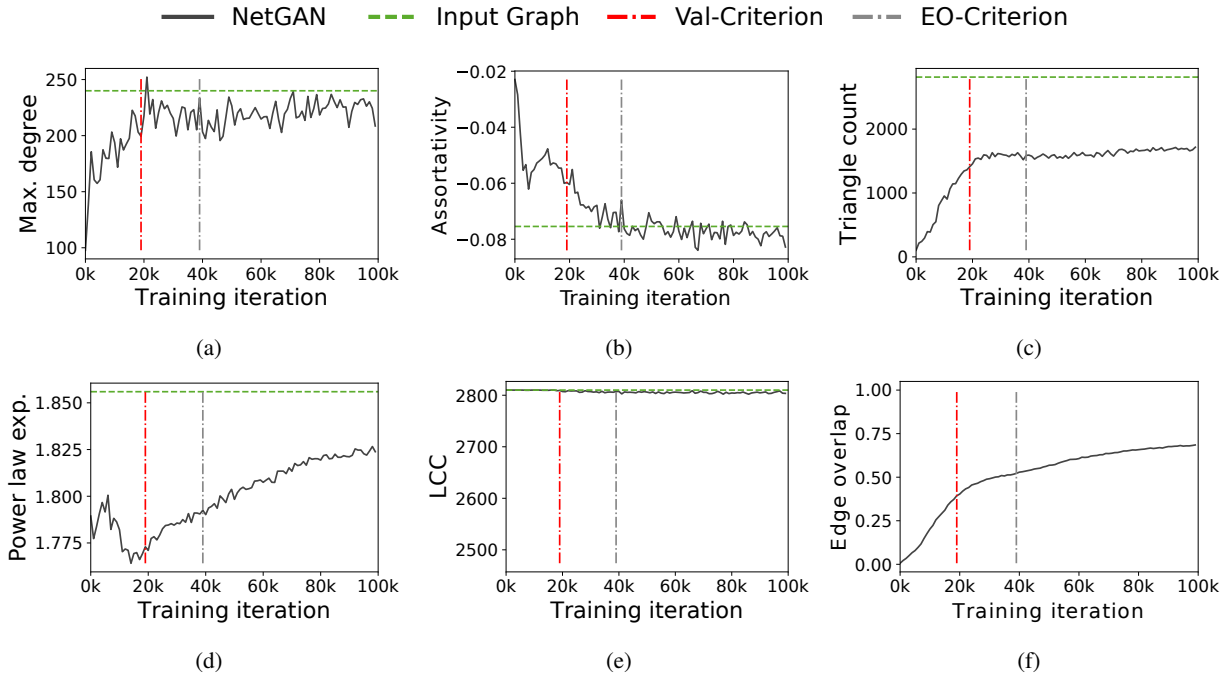 NetGAN Input Graph Val-Criterion EO-Criterion
250
200
150
100
Max. degree
0K 20k 40k 60k 80k 100k
Training iteration
(a)
−0.02
−0.04
−0.06
−0.08
Assortativity
0K 20k 40k 60k 80k 100k
Training iteration
(b)
2000
1000
0
Triangle count
0K 20k 40k 60k 80k 100k
Training iteration
(c)
1.850
1.825
1.800
1.775
Power law exp.
0K 20k 40k 60k 80k 100k
Training iteration
(d)
2800
2700
2600
2500
LCC
0K 20k 40k 60k 80k 100k
Training iteration
(e)
1.00
0.75
0.50
0.25
0.00
Edge overlap
0K 20k 40k 60k 80k 100k
Training iteration
(f)